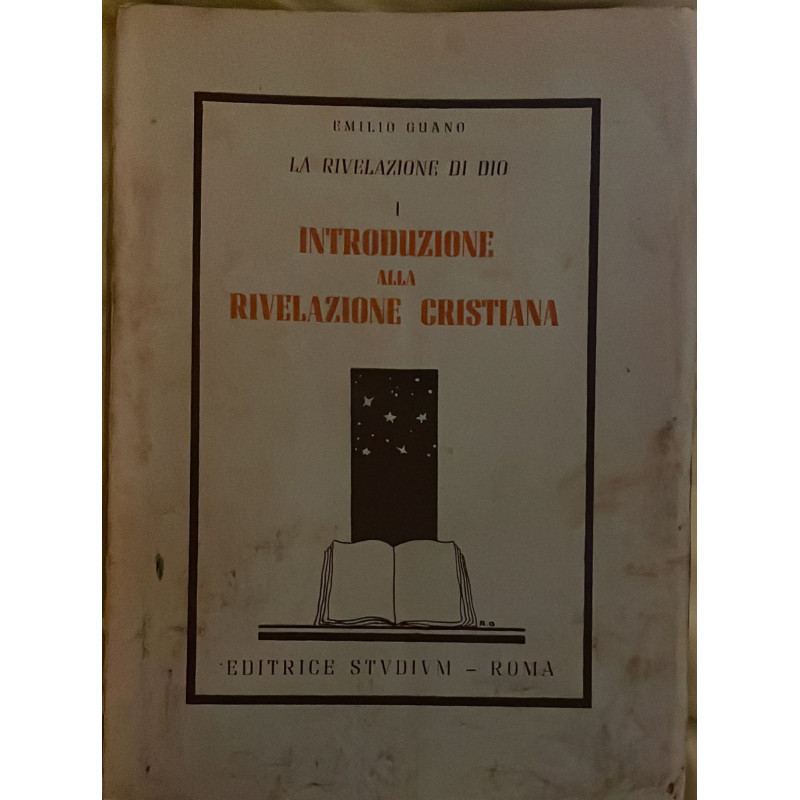 EMILIO GUANO
LA RIVELAZIONE DI DIO
I
INTRODUZIONE
ALLA
RIVELAZIONE CRISTIANA
R.G
EDITRICE STVDIVM – ROMA